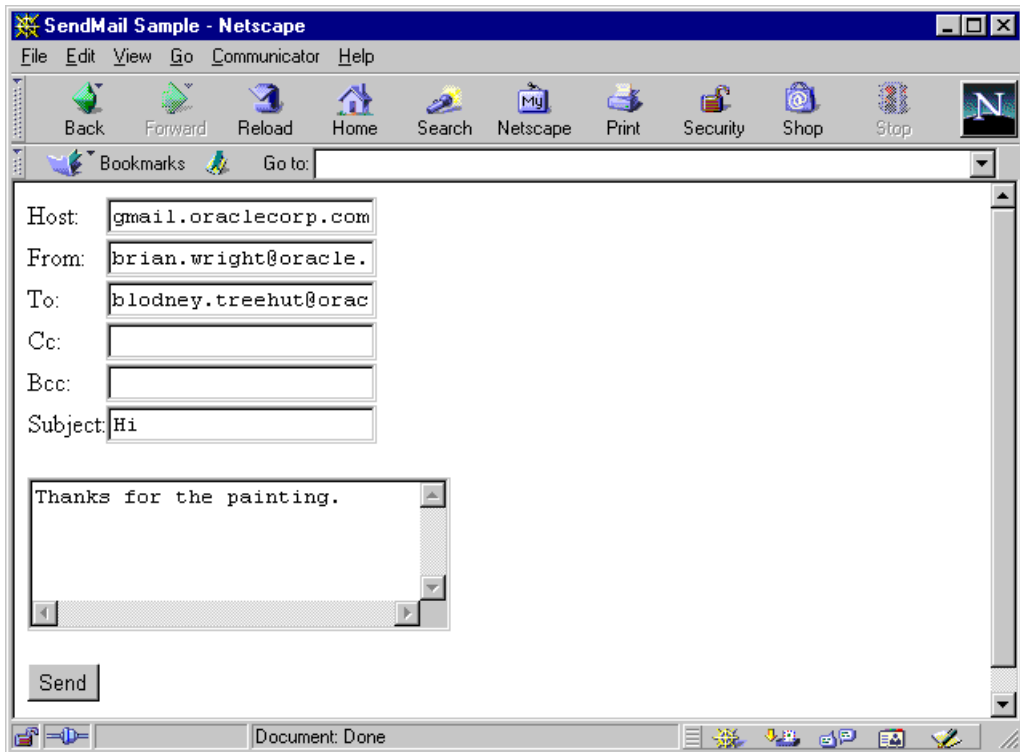 SendMail Sample - Netscape
File Edit View Go Communicator Help
Back Forward Reload Home Search Netscape Print Security Shop Stop
My
N
Bookmarks Go to:
Host: gmail.oraclecorp.com
From: brian.wright@oracle.
To: blodney.treehut@orac
Cc:
Bcc:
Subject: Hi
Thanks for the painting.
Send
Document: Done